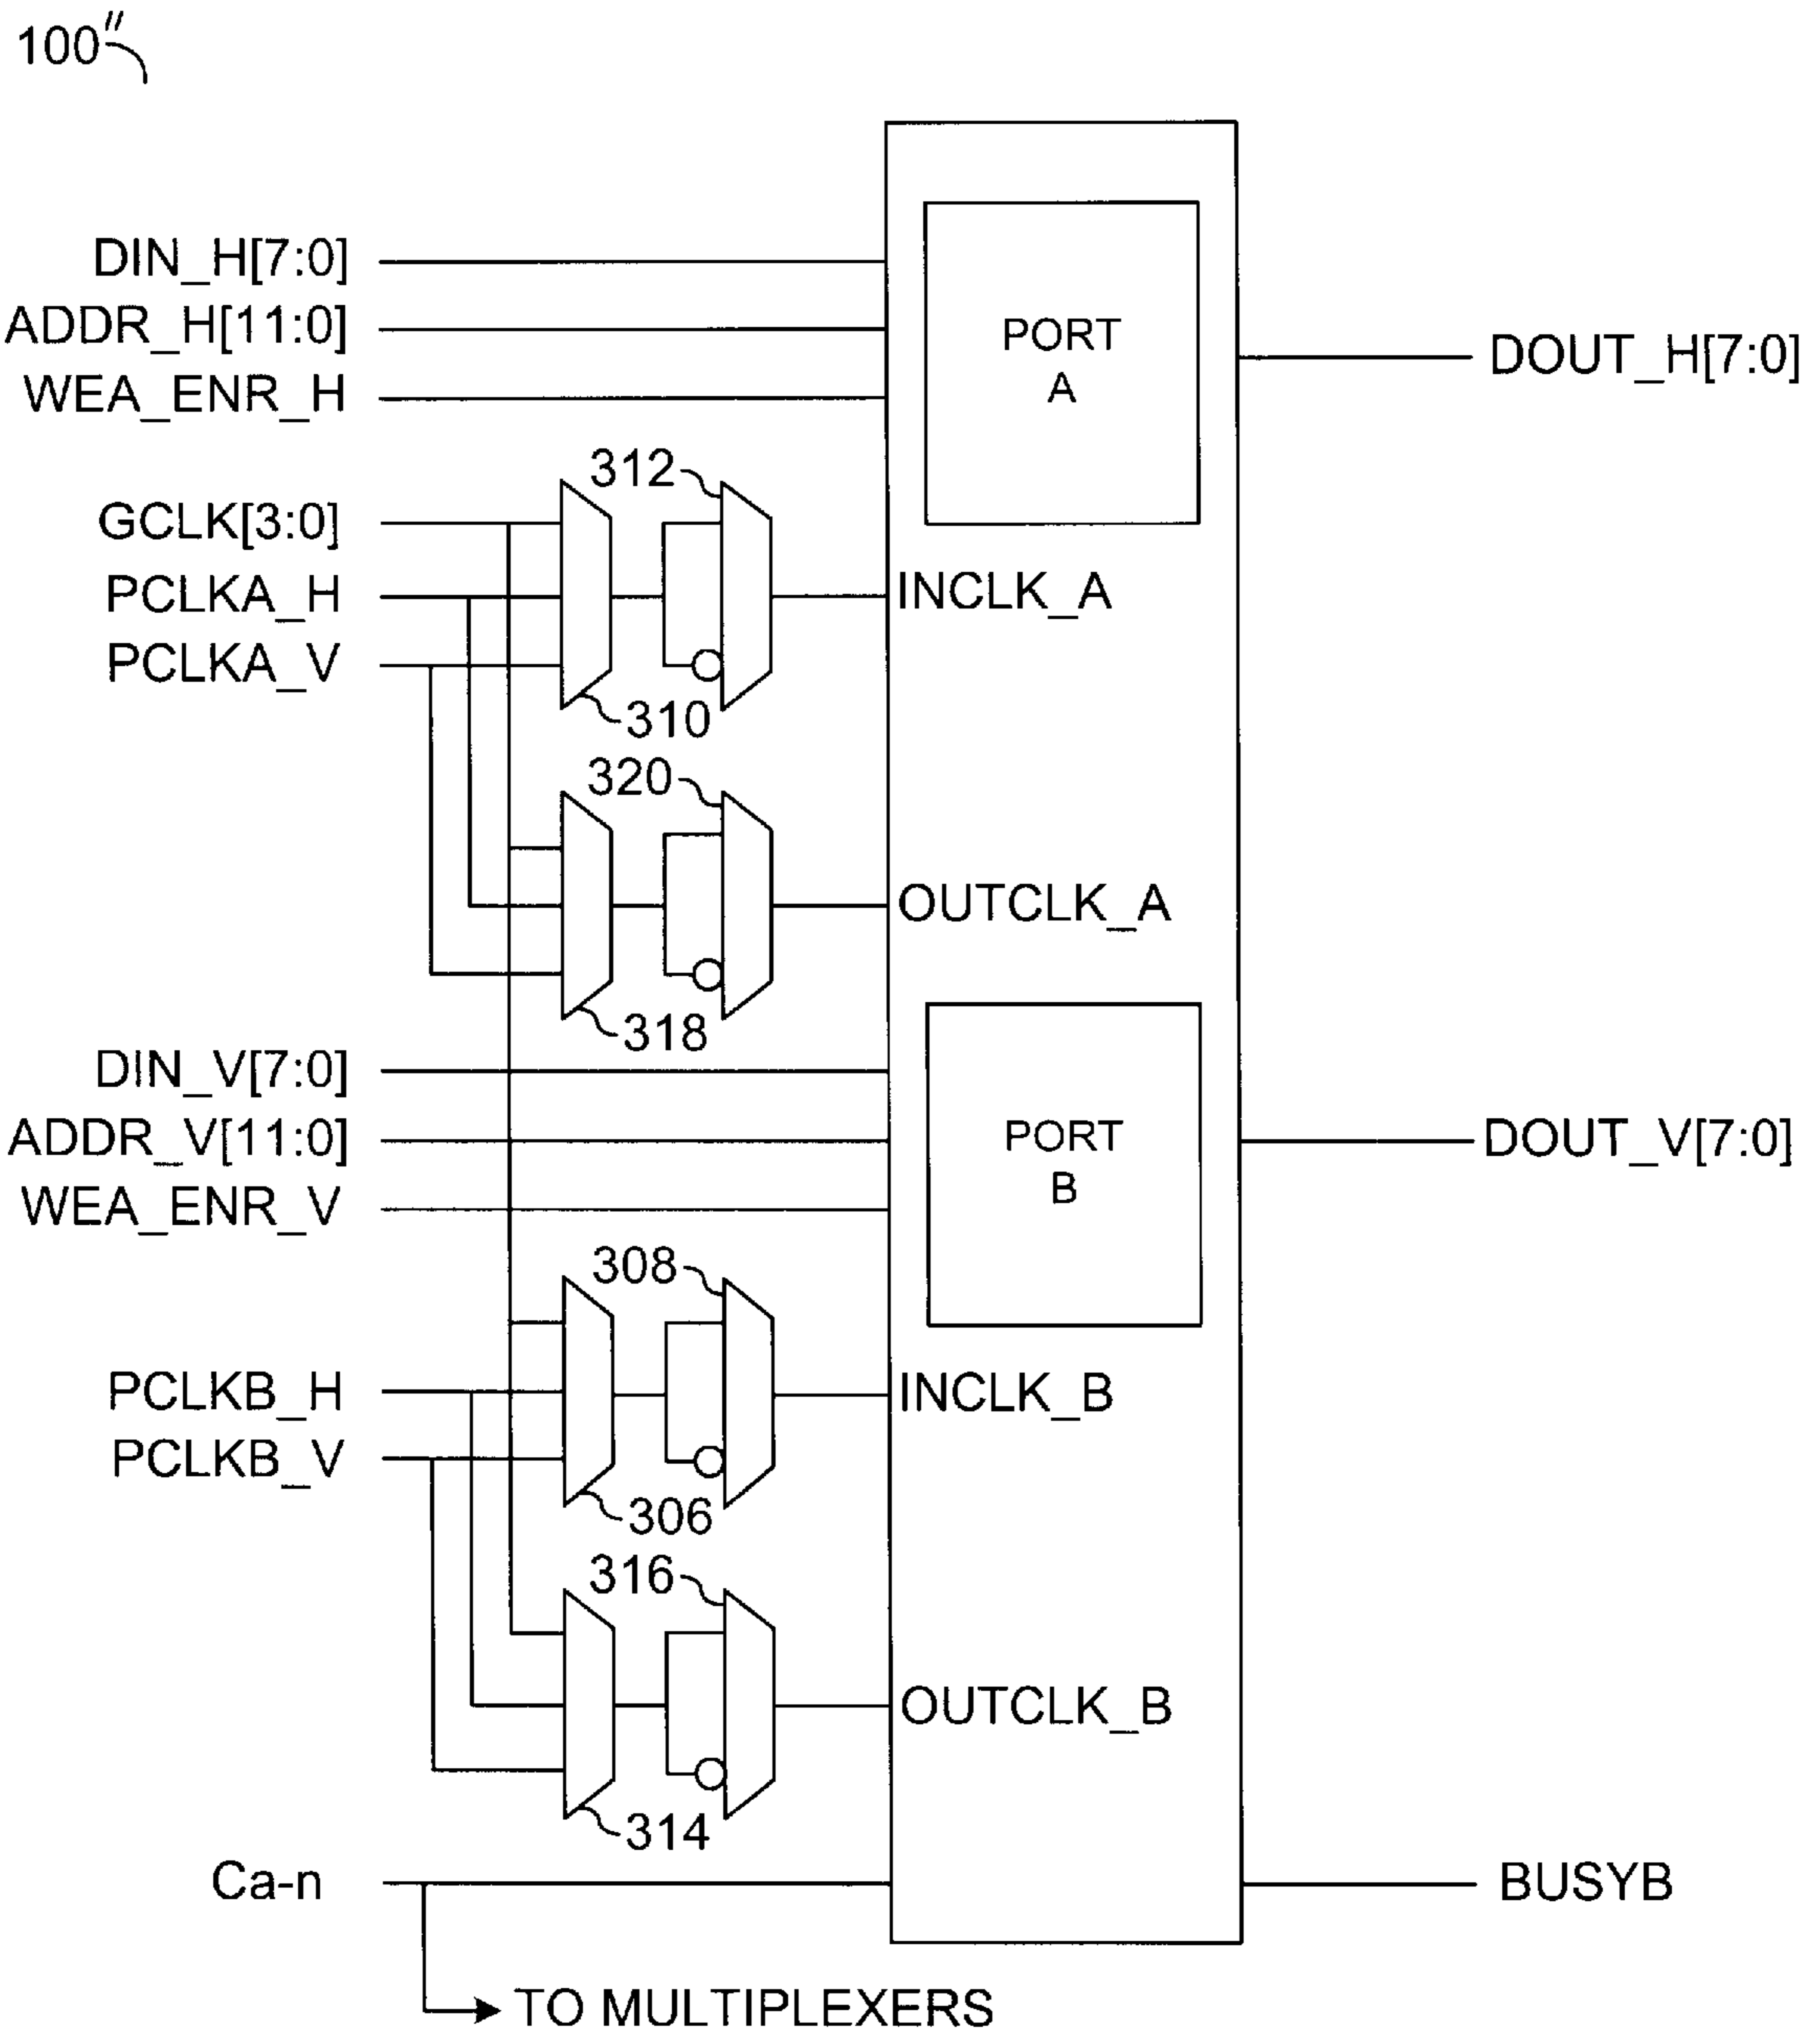 100"
DIN_H[7:0]
ADDR_H[11:0]
WEA_ENR_H
PORT
A
DOUT_H[7:0]
312
GCLK[3:0]
PCLKA_H
PCLKA_V
INCLK_A
310
320
OUTCLK_A
318
DIN_V[7:0]
ADDR_V[11:0]
WEA_ENR_V
PORT
B
DOUT_V[7:0]
308
PCLKB_H
PCLKB_V
INCLK_B
306
316
OUTCLK_B
314
Ca-n
BUSYB
TO MULTIPLEXERS